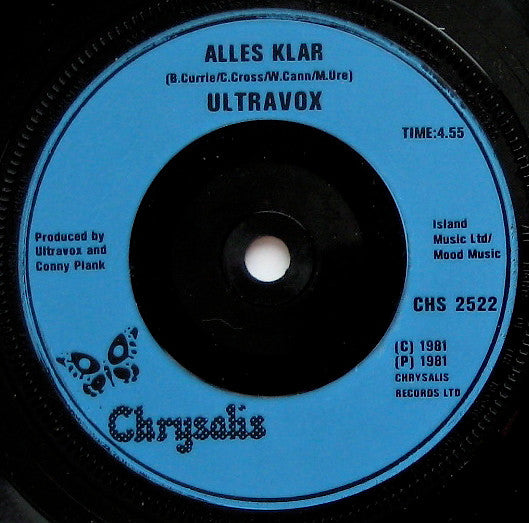 ALLES KLAR
(B.Currie/C.Cross/W.Cann/M.Ure)
ULTRAVOX
TIME:4.55
Produced by
Ultravox and
Conny Plank
Island
Music Ltd/
Mood Music
CHS 2522
(C) 1981
(P) 1981
CHRYSALIS
RECORDS LTD
Chrysalis